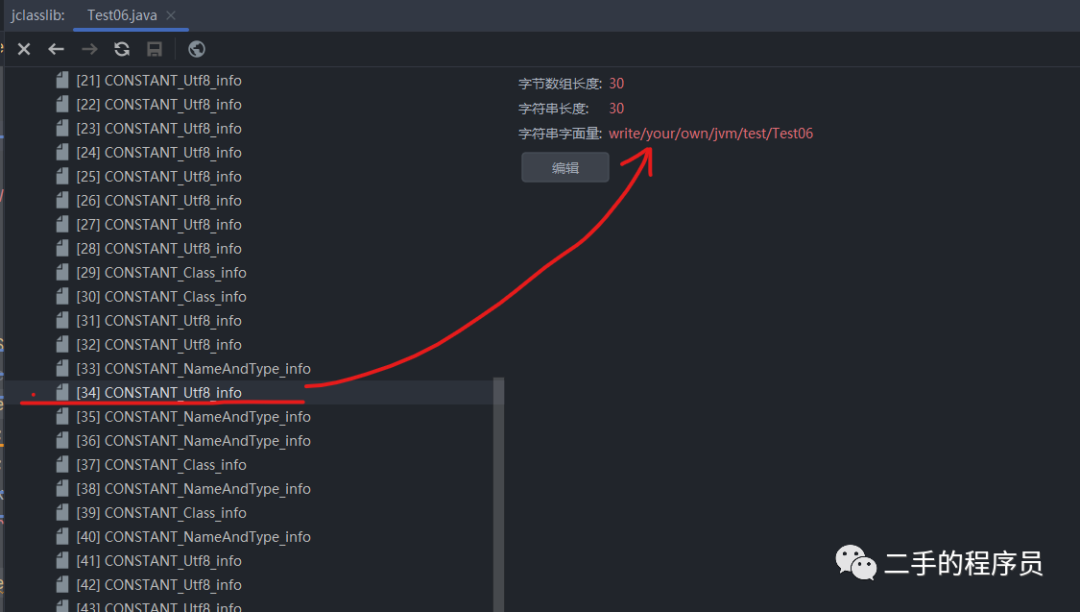 jclasslib: Test06.java
[21] CONSTANT_Utf8_info
[22] CONSTANT_Utf8_info
[23] CONSTANT_Utf8_info
[24] CONSTANT_Utf8_info
[25] CONSTANT_Utf8_info
[26] CONSTANT_Utf8_info
[27] CONSTANT_Utf8_info
[28] CONSTANT_Utf8_info
[29] CONSTANT_Class_info
[30] CONSTANT_Class_info
[31] CONSTANT_Utf8_info
[32] CONSTANT_Utf8_info
[33] CONSTANT_NameAndType_info
[34] CONSTANT_Utf8_info
[35] CONSTANT_NameAndType_info
[36] CONSTANT_NameAndType_info
[37] CONSTANT_Class_info
[38] CONSTANT_NameAndType_info
[39] CONSTANT_Class_info
[40] CONSTANT_NameAndType_info
[41] CONSTANT_Utf8_info
[42] CONSTANT_Utf8_info
[43] CONSTANT_Utf8_info
字节数组长度: 30
字符串长度: 30
字符串字面量: write/your/own/jvm/test/Test06
编辑
二手的程序员